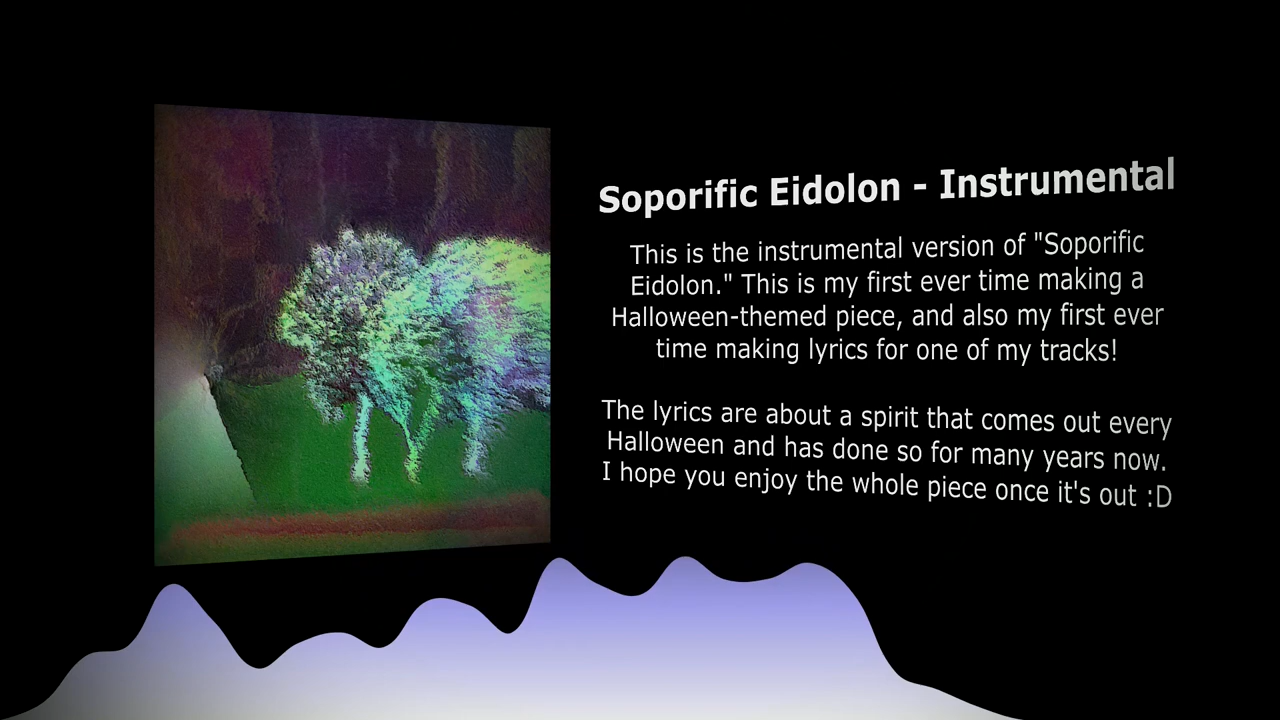 Soporific Eidolon - Instrumental
This is the instrumental version of "Soporific
Eidolon." This is my first ever time making a
Halloween-themed piece, and also my first ever
time making lyrics for one of my tracks!
The lyrics are about a spirit that comes out every
Halloween and has done so for many years now.
I hope you enjoy the whole piece once it's out :D